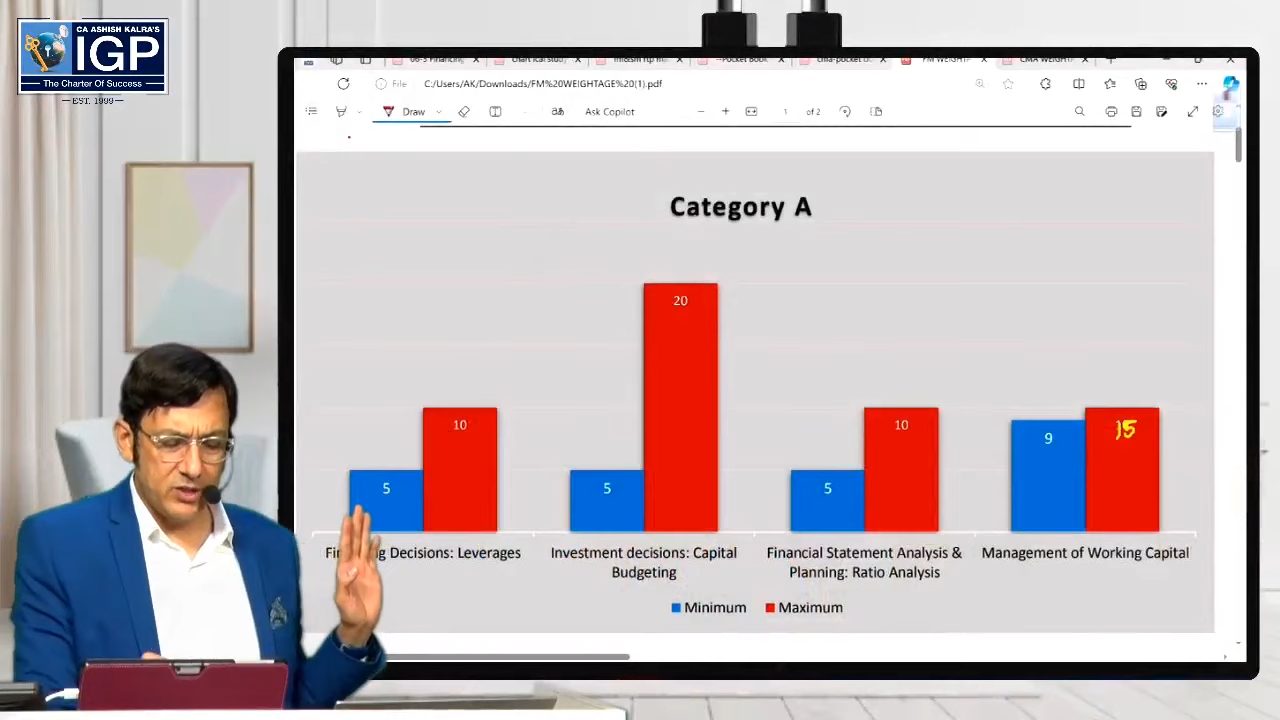 CA ASHISH KALRA'S
IGP
The Charter Of Success
EST. 1999
File C:/Users/AK/Downloads/FM%20WEIGHTAGE%20(1).pdf
Draw
Ask Copilot
1 of 2
Category A
5
10
5
20
5
10
9
15
Decisions: Leverages
Investment decisions: Capital
Budgeting
Financial Statement Analysis &
Planning: Ratio Analysis
Management of Working Capital
Minimum
Maximum